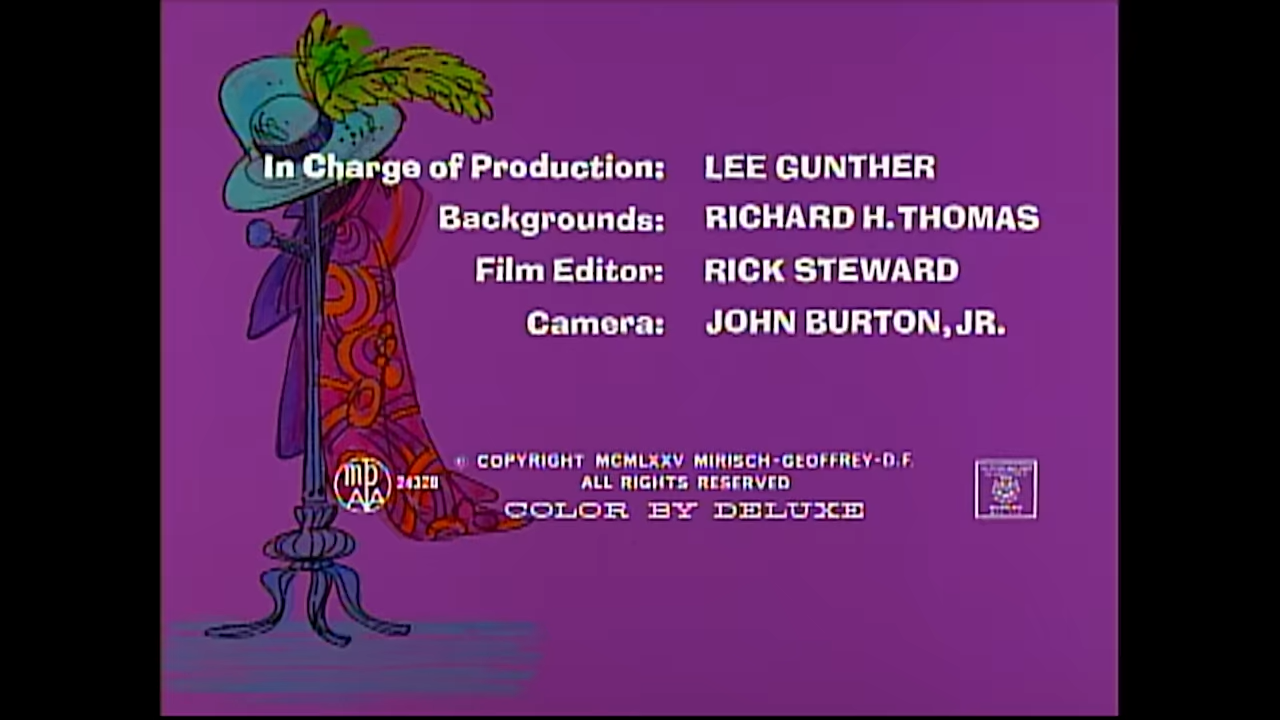 In Charge of Production: LEE GUNTHER
Backgrounds: RICHARD H. THOMAS
Film Editor: RICK STEWARD
Camera: JOHN BURTON, JR.
© COPYRIGHT MCMLXXV MIRISCH-GEOFFREY-D.F.
ALL RIGHTS RESERVED
COLOR BY DELUXE